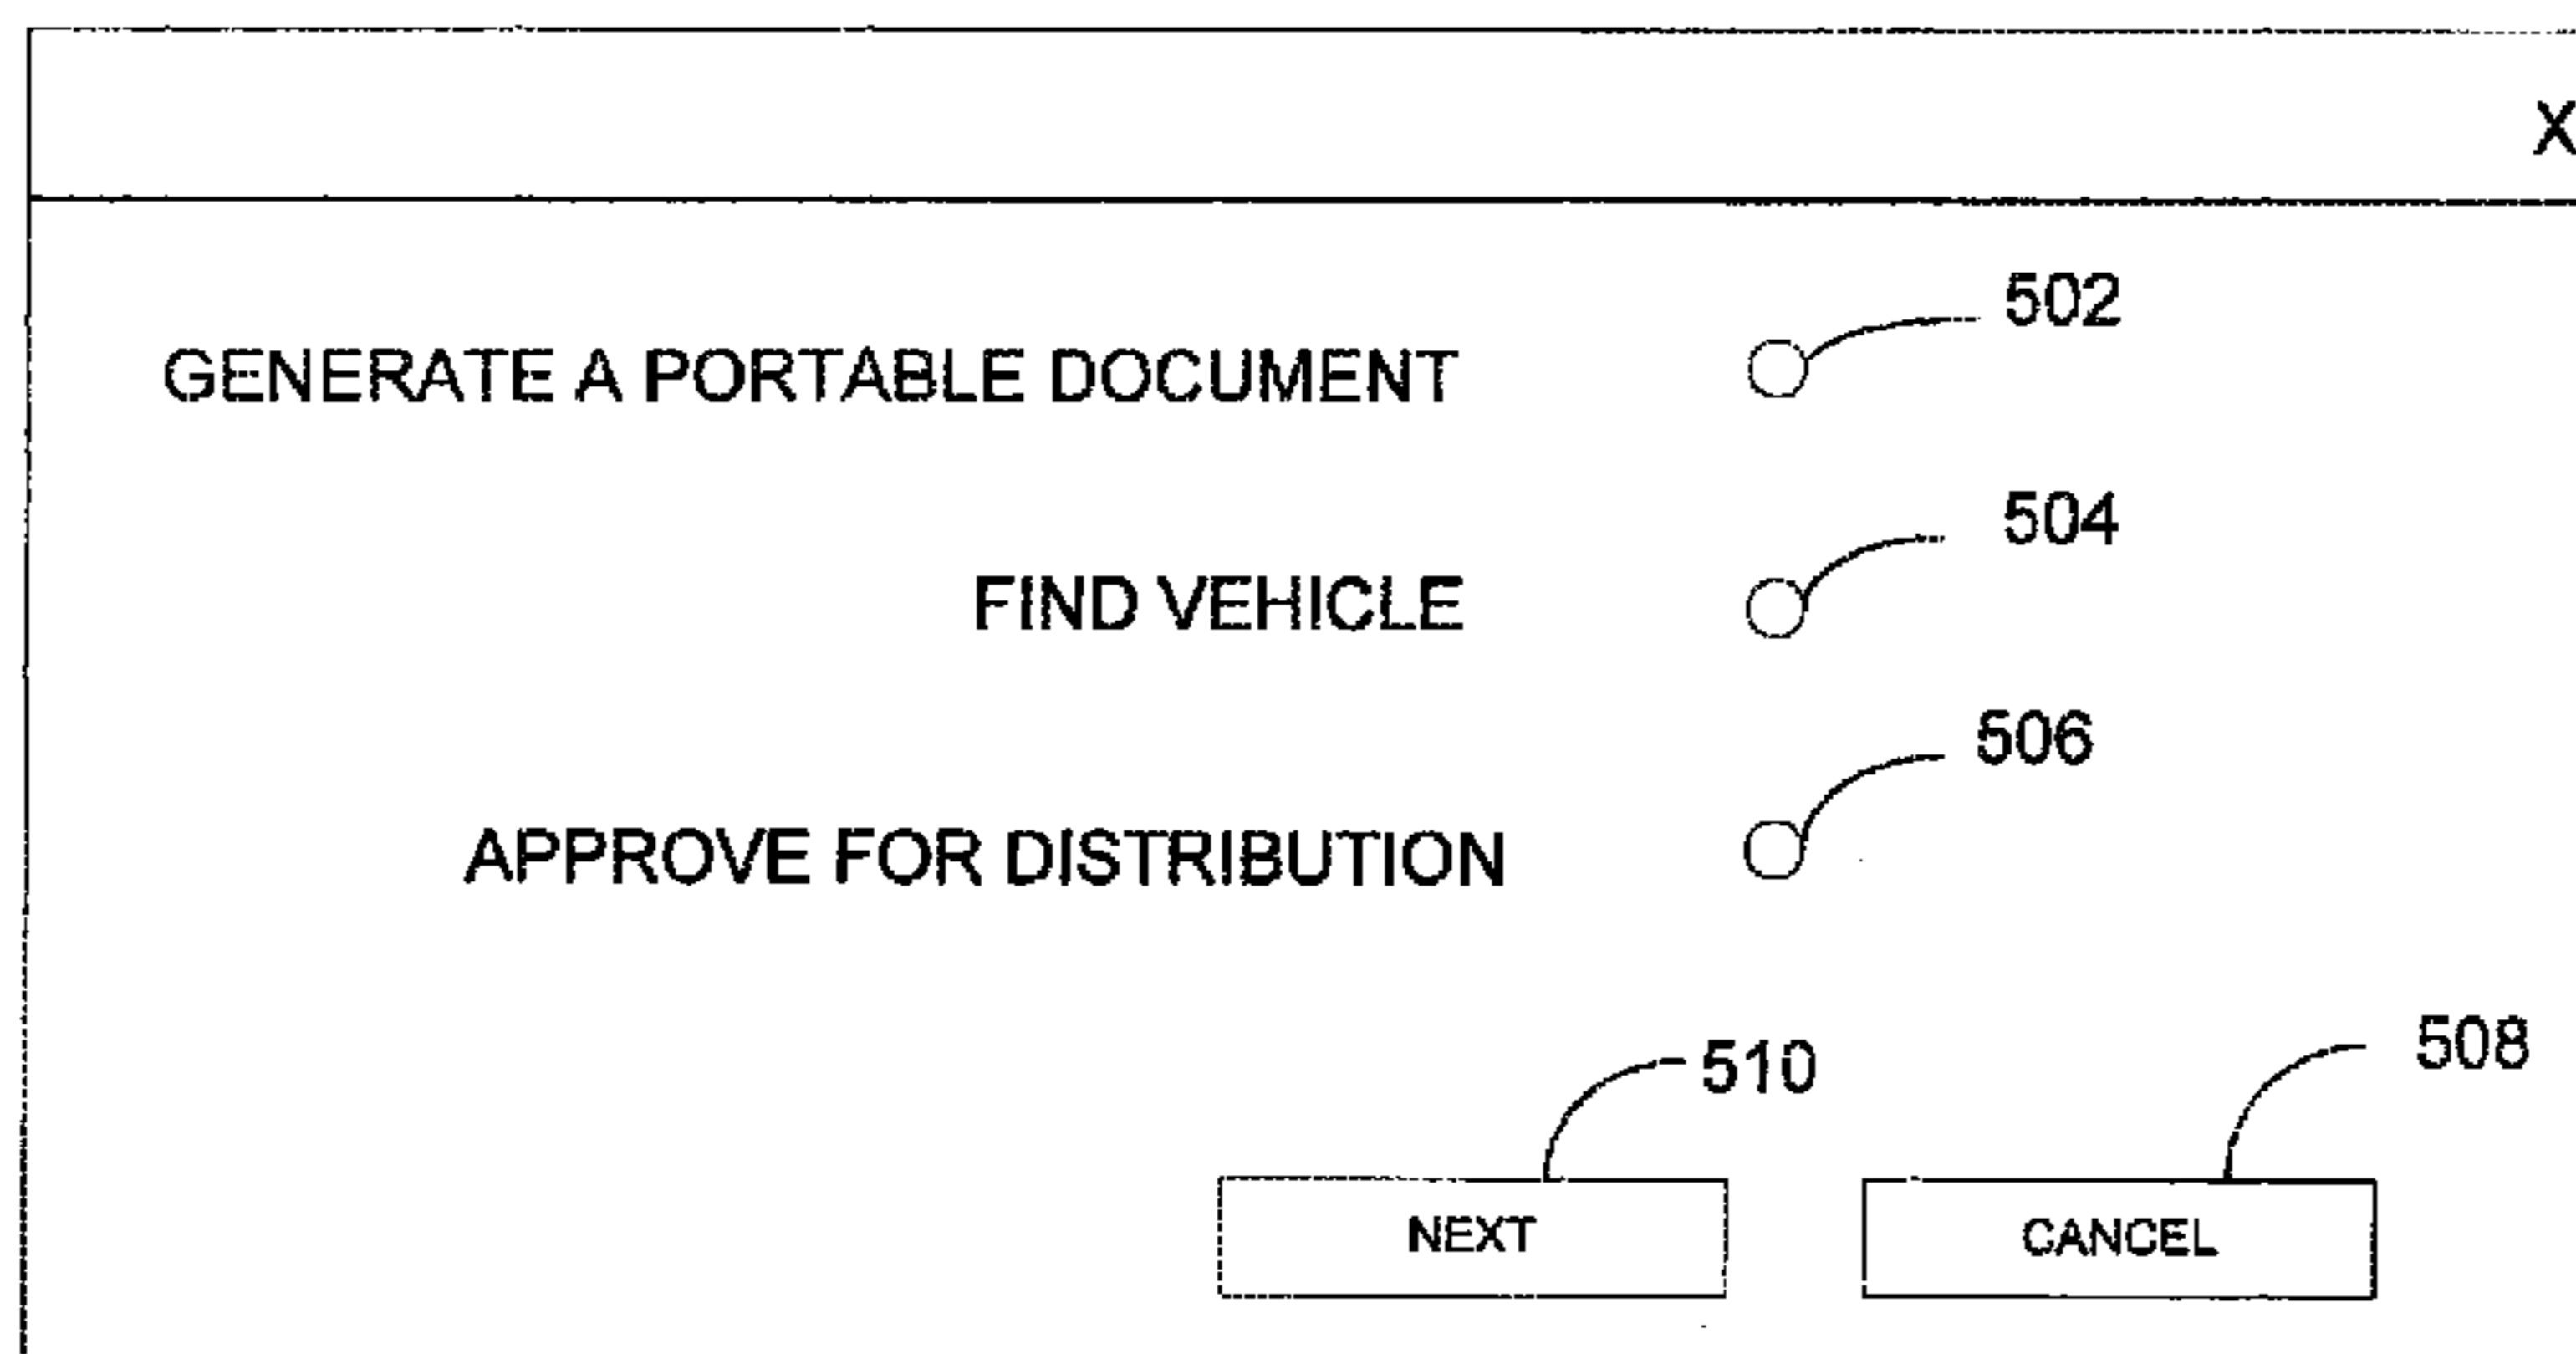 X
502
GENERATE A PORTABLE DOCUMENT
504
FIND VEHICLE
506
APPROVE FOR DISTRIBUTION
510
508
NEXT
CANCEL